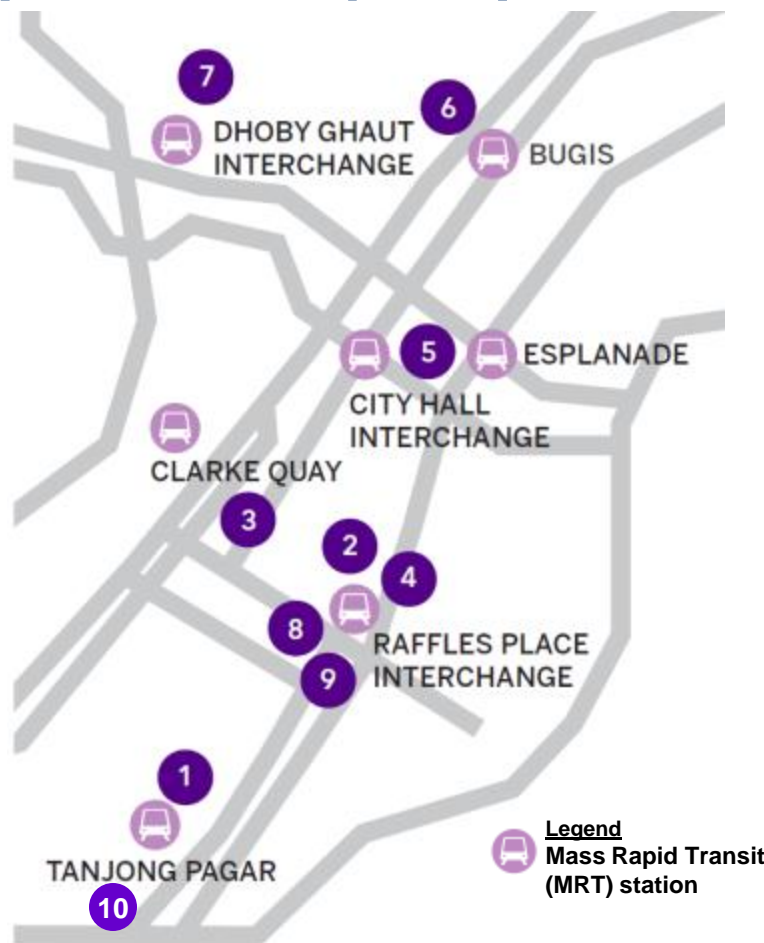 7
6
DHOBY GHAUT
INTERCHANGE
BUGIS
5
ESPLANADE
CITY HALL
INTERCHANGE
CLARKE QUAY
3
2
4
8
RAFFLES PLACE
INTERCHANGE
9
1
TANJONG PAGAR
10
Legend
Mass Rapid Transit
(MRT) station